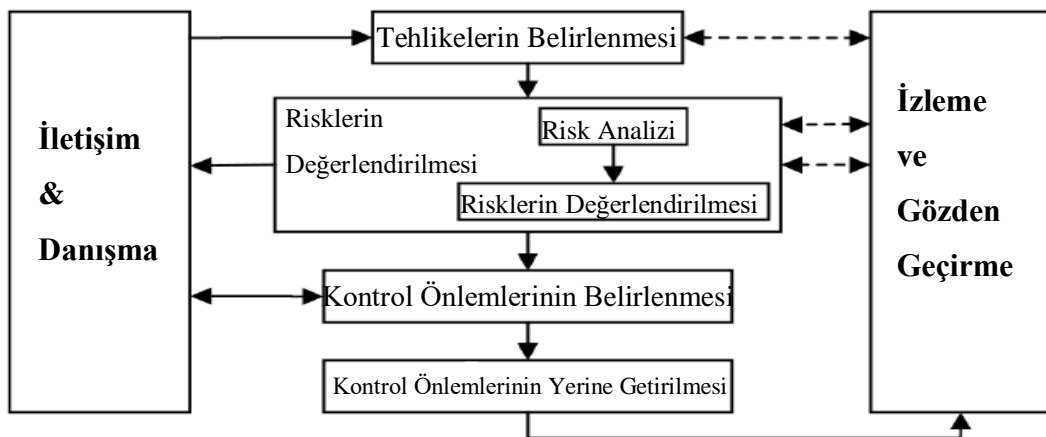 İletişim
&
Danışma
Tehlikelerin Belirlenmesi
Risklerin
Değerlendirilmesi
Risk Analizi
Risklerin Değerlendirilmesi
Kontrol Önlemlerinin Belirlenmesi
Kontrol Önlemlerinin Yerine Getirilmesi
İzleme
ve
Gözden
Geçirme